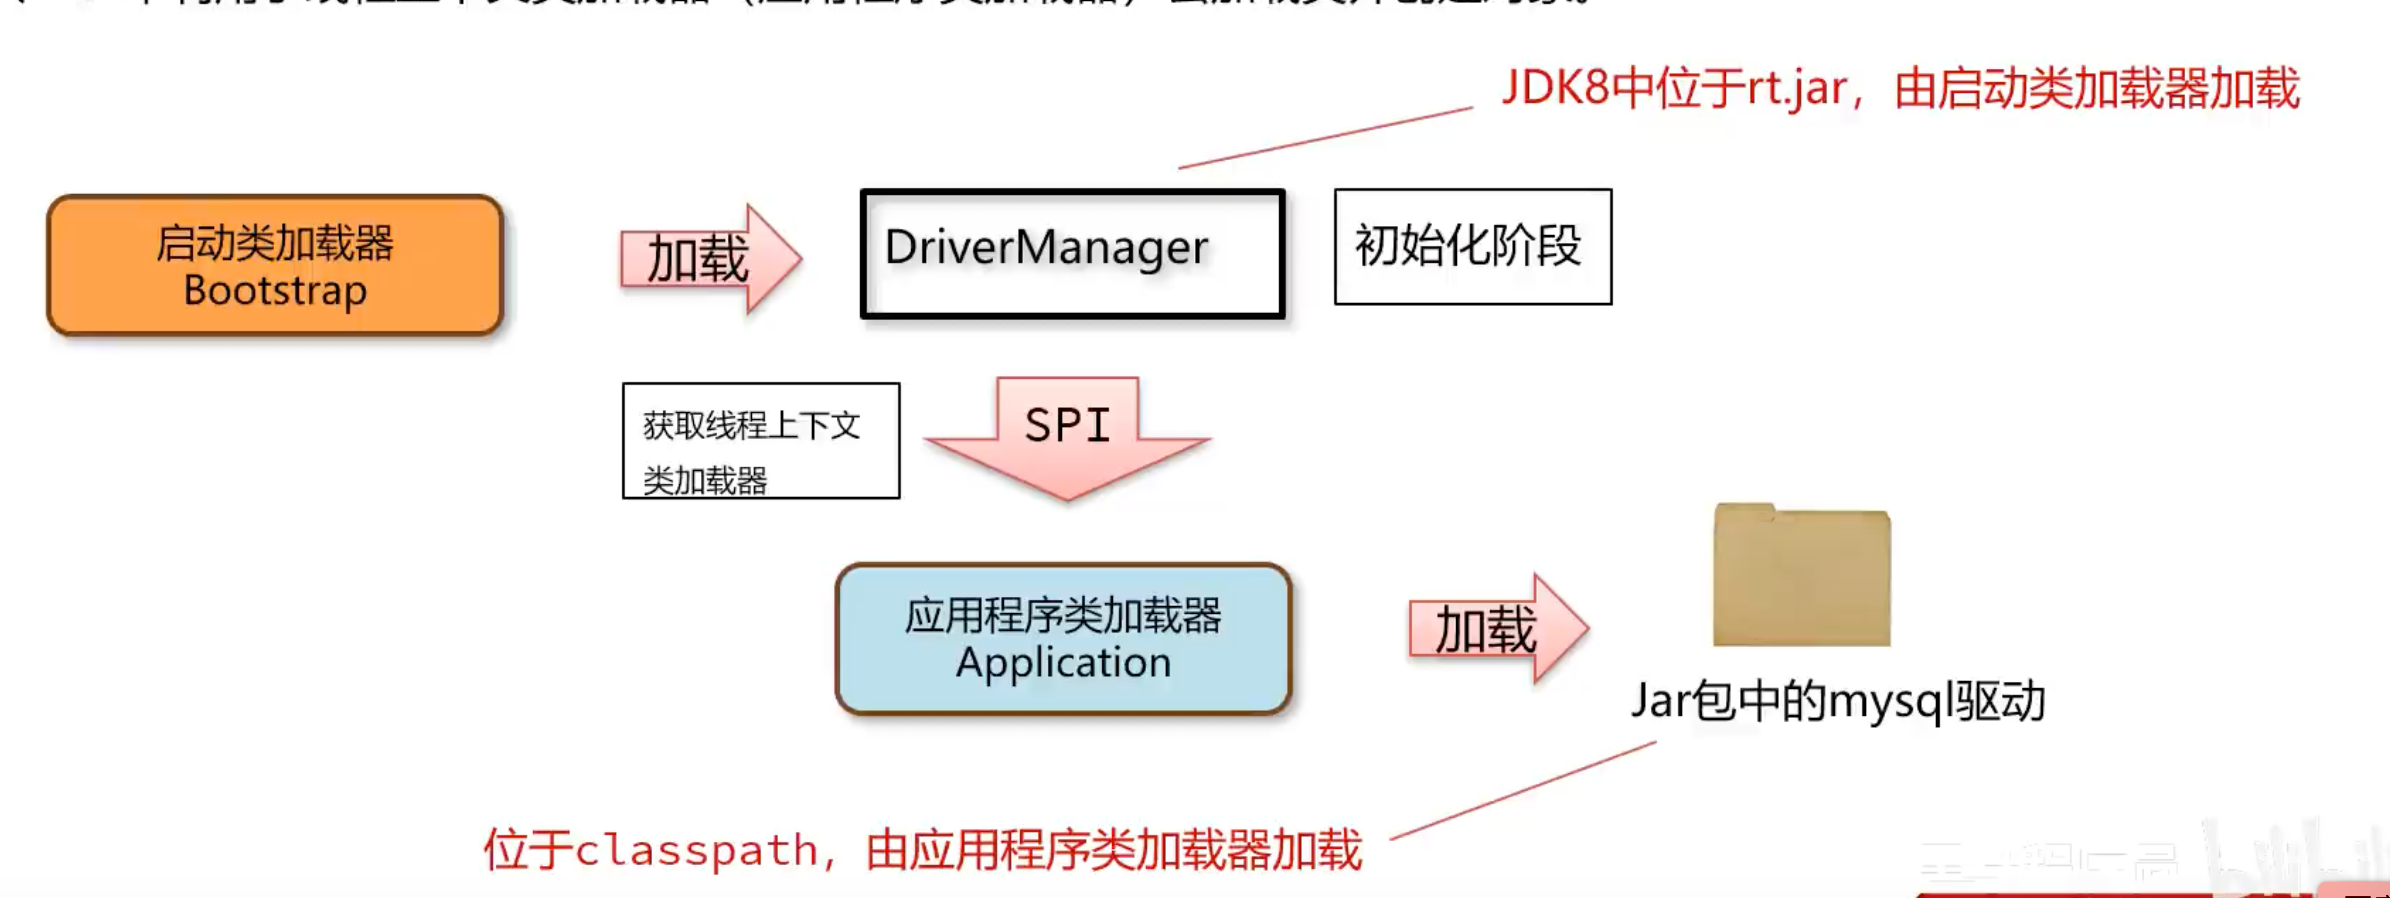 JDK8中位于rt.jar，由启动类加载器加载
启动类加载器
Bootstrap
加载
DriverManager
初始化阶段
获取线程上下文
类加载器
SPI
应用程序类加载器
Application
加载
Jar包中的mysql驱动
位于classpath，由应用程序类加载器加载